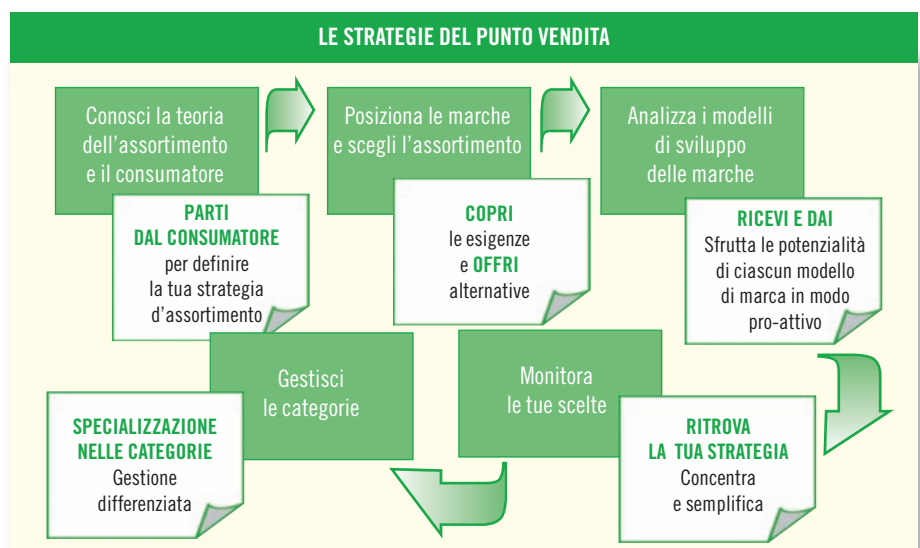 LE STRATEGIE DEL PUNTO VENDITA
Conosci la teoria
dell'assortimento
e il consumatore
PARTI
DAL CONSUMATORE
per definire
la tua strategia
d'assortimento
Posiziona le marche
e scegli l'assortimento
COPRI
le esigenze
e OFFRI
alternative
Analizza i modelli
di sviluppo
delle marche
RICEVI E DAI
Sfrutta le potenzialità
di ciascun modello
di marca in modo
pro-attivo
Monitora
le tue scelte
RITROVA
LA TUA STRATEGIA
Concentra
e semplifica
Gestisci
le categorie
SPECIALIZZAZIONE
NELLE CATEGORIE
Gestione
differenziata